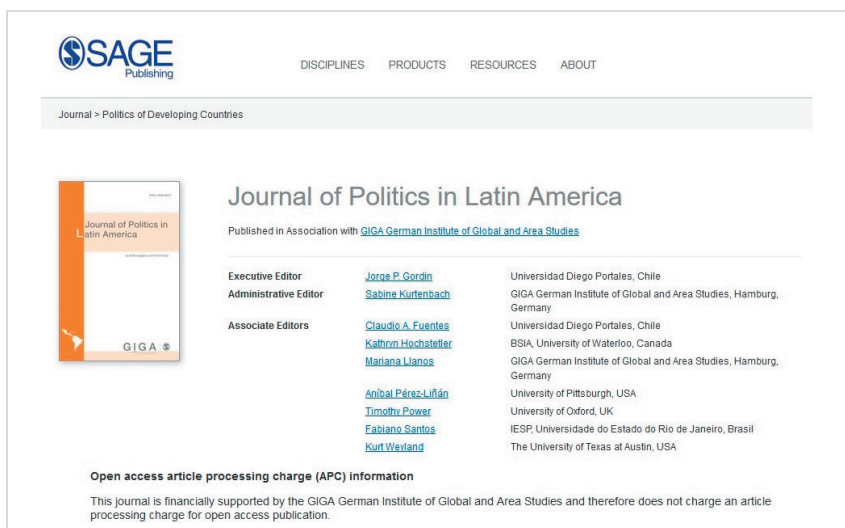 SAGE
Publishing
DISCIPLINES PRODUCTS RESOURCES ABOUT
Journal > Politics of Developing Countries
Journal of Politics in
Latin America
GIGA
Journal of Politics in Latin America
Published in Association with GIGA German Institute of Global and Area Studies
Executive Editor Jorge P. Gordin Universidad Diego Portales, Chile
Administrative Editor Sabine Kurtenbach GIGA German Institute of Global and Area Studies, Hamburg,
Germany
Associate Editors Claudio A. Fuentes Universidad Diego Portales, Chile
Kathryn Hochstetler BSIA, University of Waterloo, Canada
Mariana Llanos GIGA German Institute of Global and Area Studies, Hamburg,
Germany
Aníbal Pérez-Liñán University of Pittsburgh, USA
Timothy Power University of Oxford, UK
Fabiano Santos IESP, Universidade do Estado do Rio de Janeiro, Brasil
Kurt Weyland The University of Texas at Austin, USA
Open access article processing charge (APC) information
This journal is financially supported by the GIGA German Institute of Global and Area Studies and therefore does not charge an article
processing charge for open access publication.